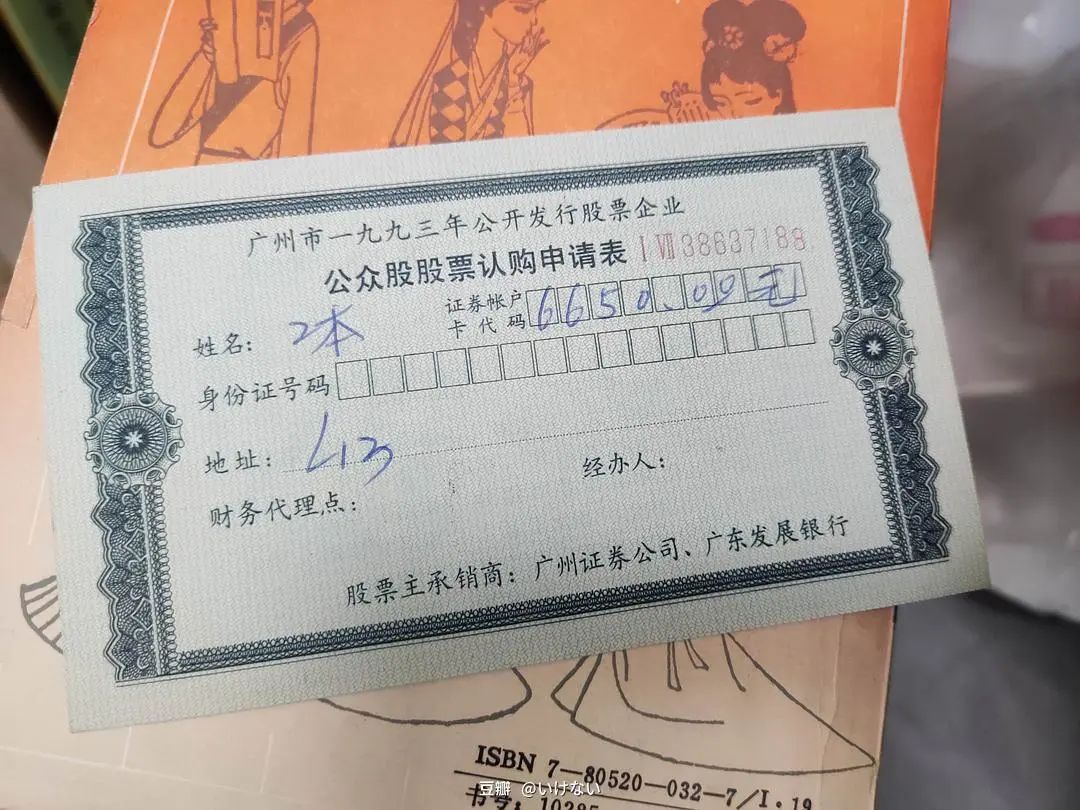 广州市一九九三年公开发行股票企业
公众股股票认购申请表 I VII 38637188
姓名: 2本 证券帐户卡代码 6650.00元
身份证号码
地址:
财务代理点: 经办人:
股票主承销商: 广州证券公司、广东发展银行
ISBN 7—80520—032—7/I·19
书号: 10285
豆瓣 @いけない